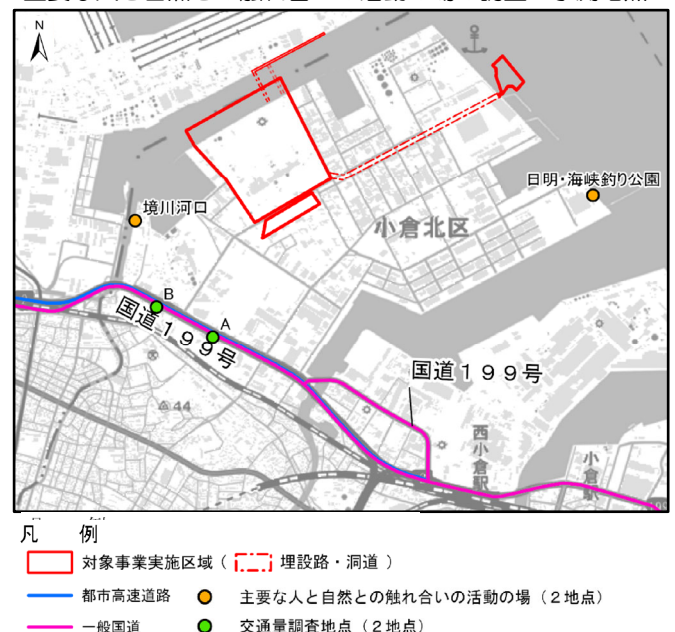 N
境川河口
日明・海峡釣り公園
小倉北区
B
A
国道199号
国道199号
44
西小倉駅
小倉駅
凡 例
対象事業実施区域（ 埋設路・洞道 ）
都市高速道路 主要な人と自然との触れ合いの活動の場（2地点）
一般国道 交通量調査地点（2地点）